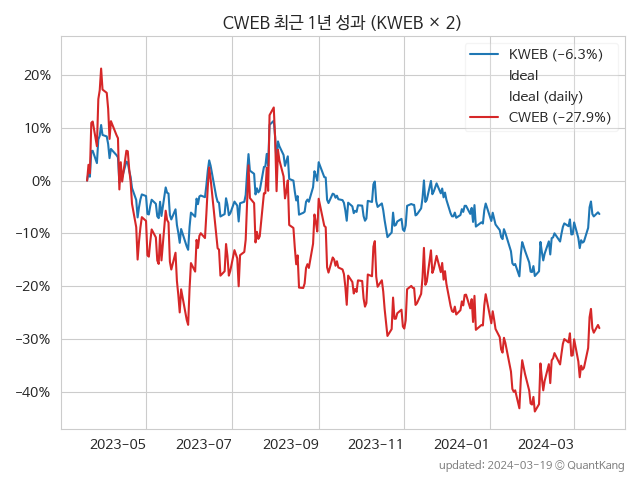 CWEB 최근 1년 성과 (KWEB × 2)
KWEB (−6.3%)
Ideal
Ideal (daily)
CWEB (−27.9%)
20%
10%
0%
−10%
−20%
−30%
−40%
2023-05
2023-07
2023-09
2023-11
2024-01
2024-03
updated: 2024-03-19 © QuantKang